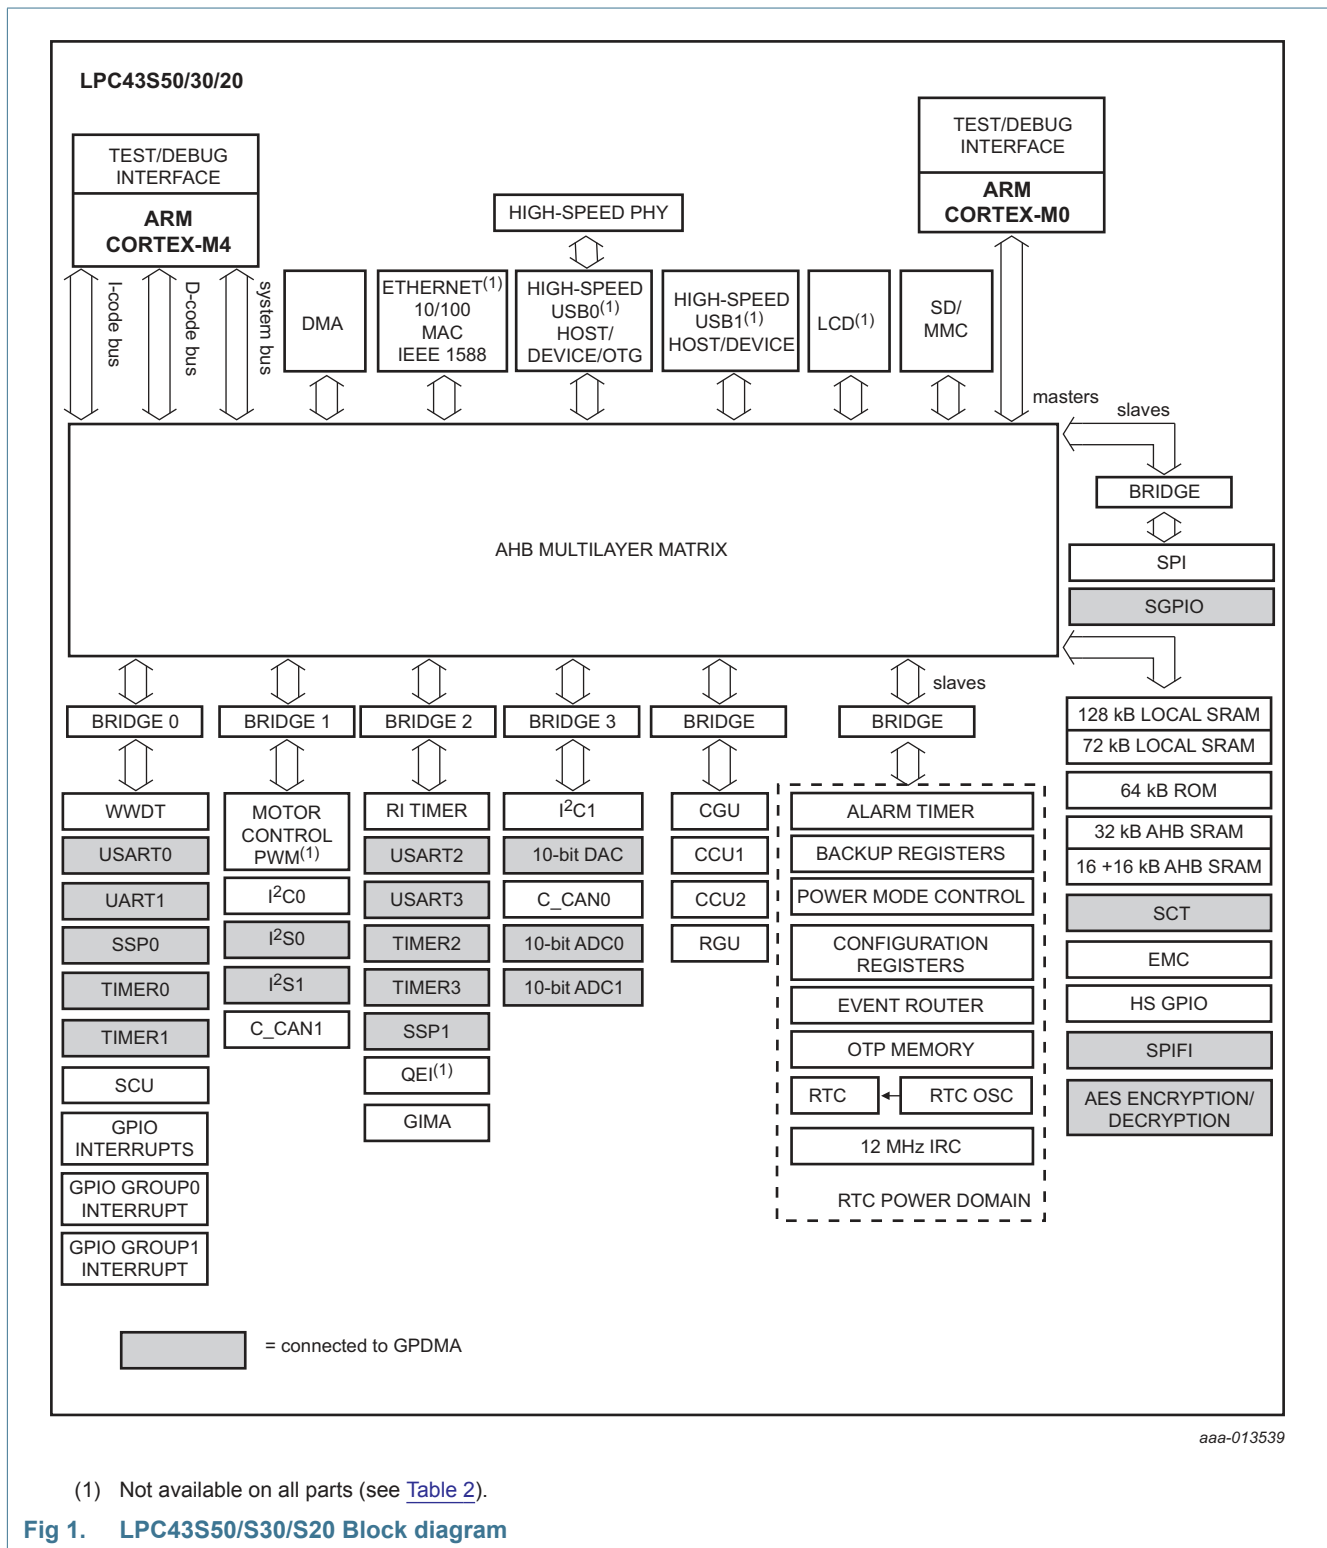 LPC43S50/30/20
TEST/DEBUG
INTERFACE
ARM
CORTEX-M4
TEST/DEBUG
INTERFACE
ARM
CORTEX-M0
HIGH-SPEED PHY
I-code bus
D-code bus
system bus
DMA
ETHERNET(1)
10/100
MAC
IEEE 1588
HIGH-SPEED
USB0(1)
HOST/
DEVICE/OTG
HIGH-SPEED
USB1(1)
HOST/DEVICE
LCD(1)
SD/
MMC
masters
slaves
BRIDGE
SPI
SGPIO
AHB MULTILAYER MATRIX
slaves
BRIDGE 0
BRIDGE 1
BRIDGE 2
BRIDGE 3
BRIDGE
BRIDGE
WWDT
USART0
UART1
SSP0
TIMER0
TIMER1
SCU
GPIO
INTERRUPTS
GPIO GROUP0
INTERRUPT
GPIO GROUP1
INTERRUPT
MOTOR
CONTROL
PWM(1)
I2C0
I2S0
I2S1
C_CAN1
RI TIMER
USART2
USART3
TIMER2
TIMER3
SSP1
QEI(1)
GIMA
I2C1
10-bit DAC
C_CAN0
10-bit ADC0
10-bit ADC1
CGU
CCU1
CCU2
RGU
ALARM TIMER
BACKUP REGISTERS
POWER MODE CONTROL
CONFIGURATION
REGISTERS
EVENT ROUTER
OTP MEMORY
RTC
RTC OSC
12 MHz IRC
RTC POWER DOMAIN
128 kB LOCAL SRAM
72 kB LOCAL SRAM
64 kB ROM
32 kB AHB SRAM
16 +16 kB AHB SRAM
SCT
EMC
HS GPIO
SPIFI
AES ENCRYPTION/
DECRYPTION
= connected to GPDMA
aaa-013539
(1) Not available on all parts (see Table 2).
Fig 1. LPC43S50/S30/S20 Block diagram